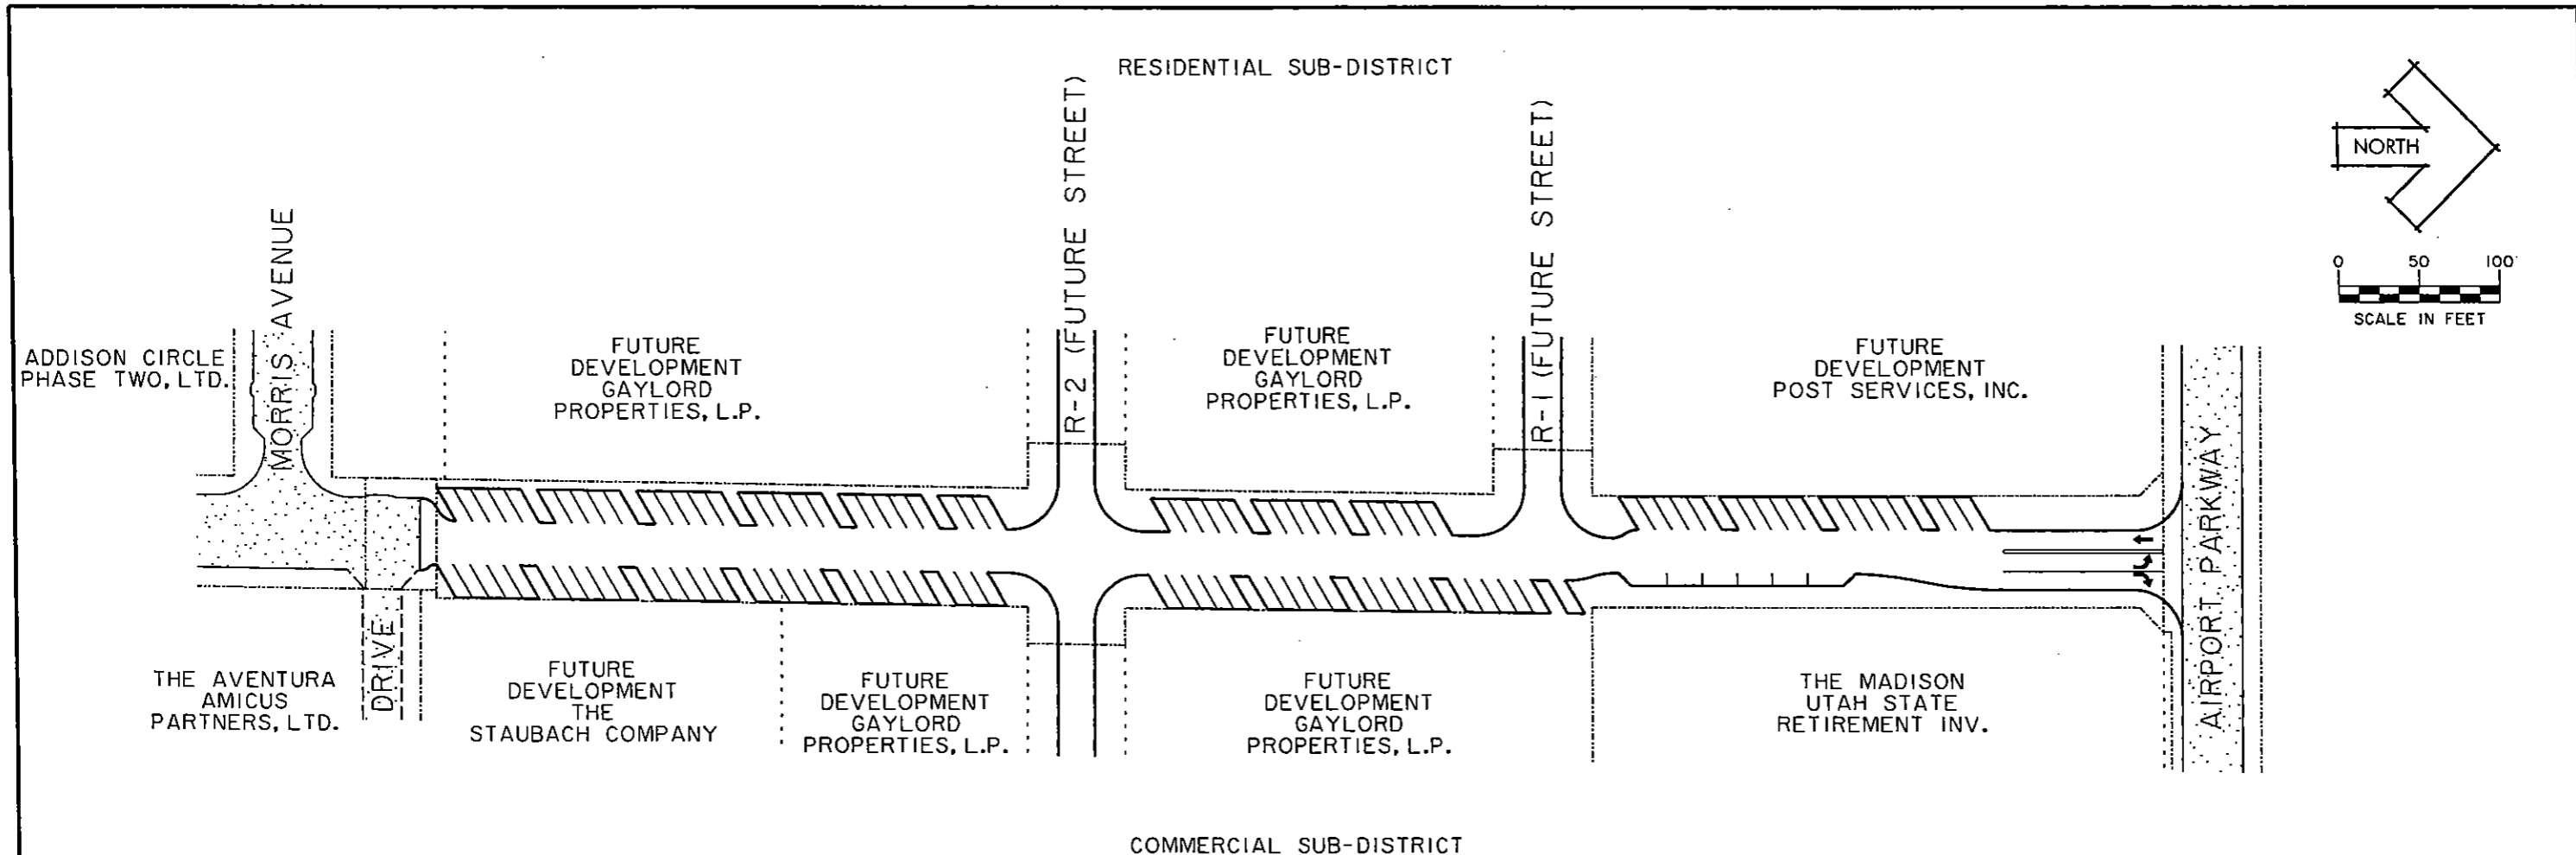 RESIDENTIAL SUB-DISTRICT
NORTH
0 50 100'
SCALE IN FEET
MORRIS AVENUE
R-2 (FUTURE STREET)
R-1 (FUTURE STREET)
ADDISON CIRCLE
PHASE TWO, LTD.
FUTURE
DEVELOPMENT
GAYLORD
PROPERTIES, L.P.
FUTURE
DEVELOPMENT
GAYLORD
PROPERTIES, L.P.
FUTURE
DEVELOPMENT
POST SERVICES, INC.
AIRPORT PARKWAY
THE AVENTURA
AMICUS
PARTNERS, LTD.
DRIVE
FUTURE
DEVELOPMENT
THE
STAUBACH COMPANY
FUTURE
DEVELOPMENT
GAYLORD
PROPERTIES, L.P.
FUTURE
DEVELOPMENT
GAYLORD
PROPERTIES, L.P.
THE MADISON
UTAH STATE
RETIREMENT INV.
COMMERCIAL SUB-DISTRICT